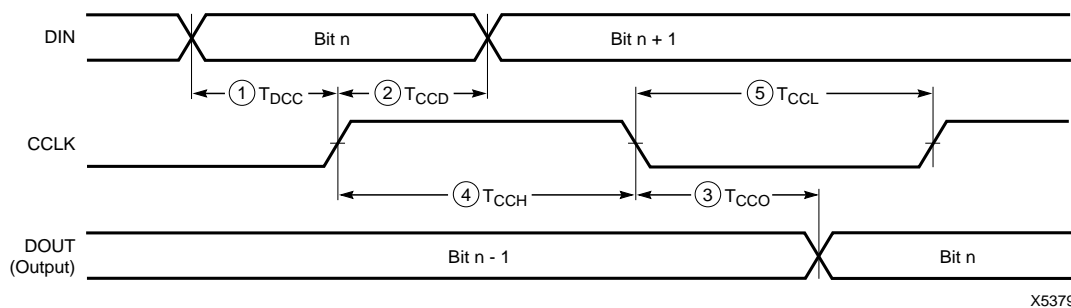 DIN
Bit n
Bit n + 1
1 TDCC
2 TCCD
5 TCCL
CCLK
4 TCCH
3 TCCO
DOUT
(Output)
Bit n - 1
Bit n
X5379